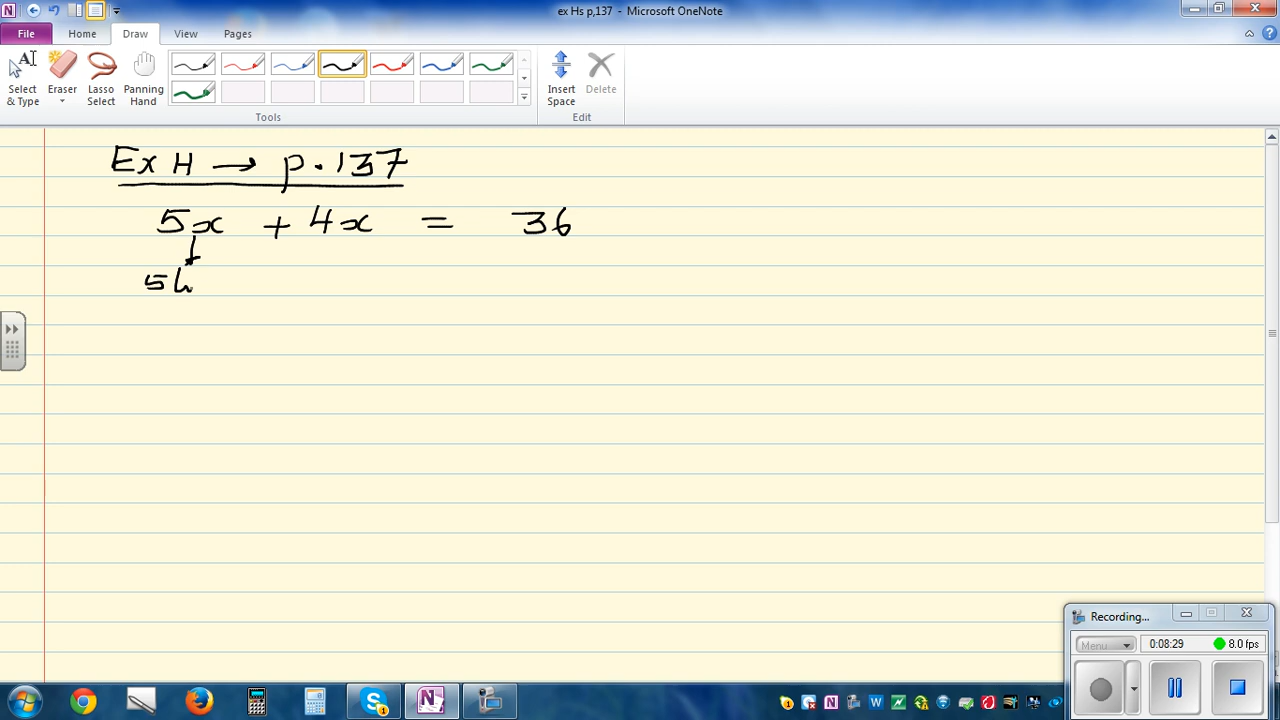 ex Hs p,137 - Microsoft OneNote
File Home Draw View Pages
Select & Type
Eraser
Lasso Select
Panning Hand
Insert Space
Delete
Tools
Edit
Ex H → p.137
5x + 4x = 36
5h
Recording...
Menu
0:08:29
8.0 fps